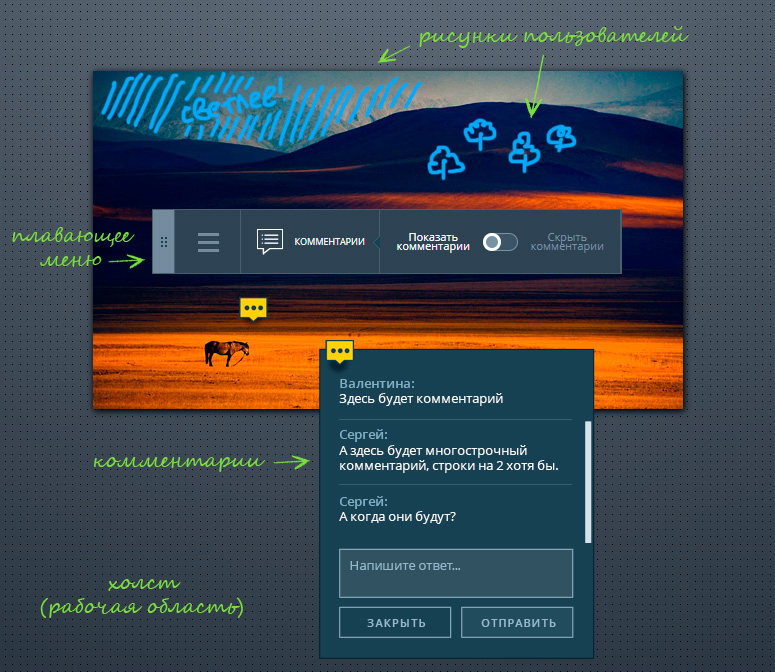 рисунки пользователей
светлее!
плавающее
меню
КОММЕНТАРИИ
Показать
комментарии
Скрыть
комментарии
Валентина:
Здесь будет комментарий
Сергей:
А здесь будет многострочный
комментарий, строки на 2 хотя бы.
комментарии
Сергей:
А когда они будут?
Напишите ответ...
холст
(рабочая область)
ЗАКРЫТЬ
ОТПРАВИТЬ